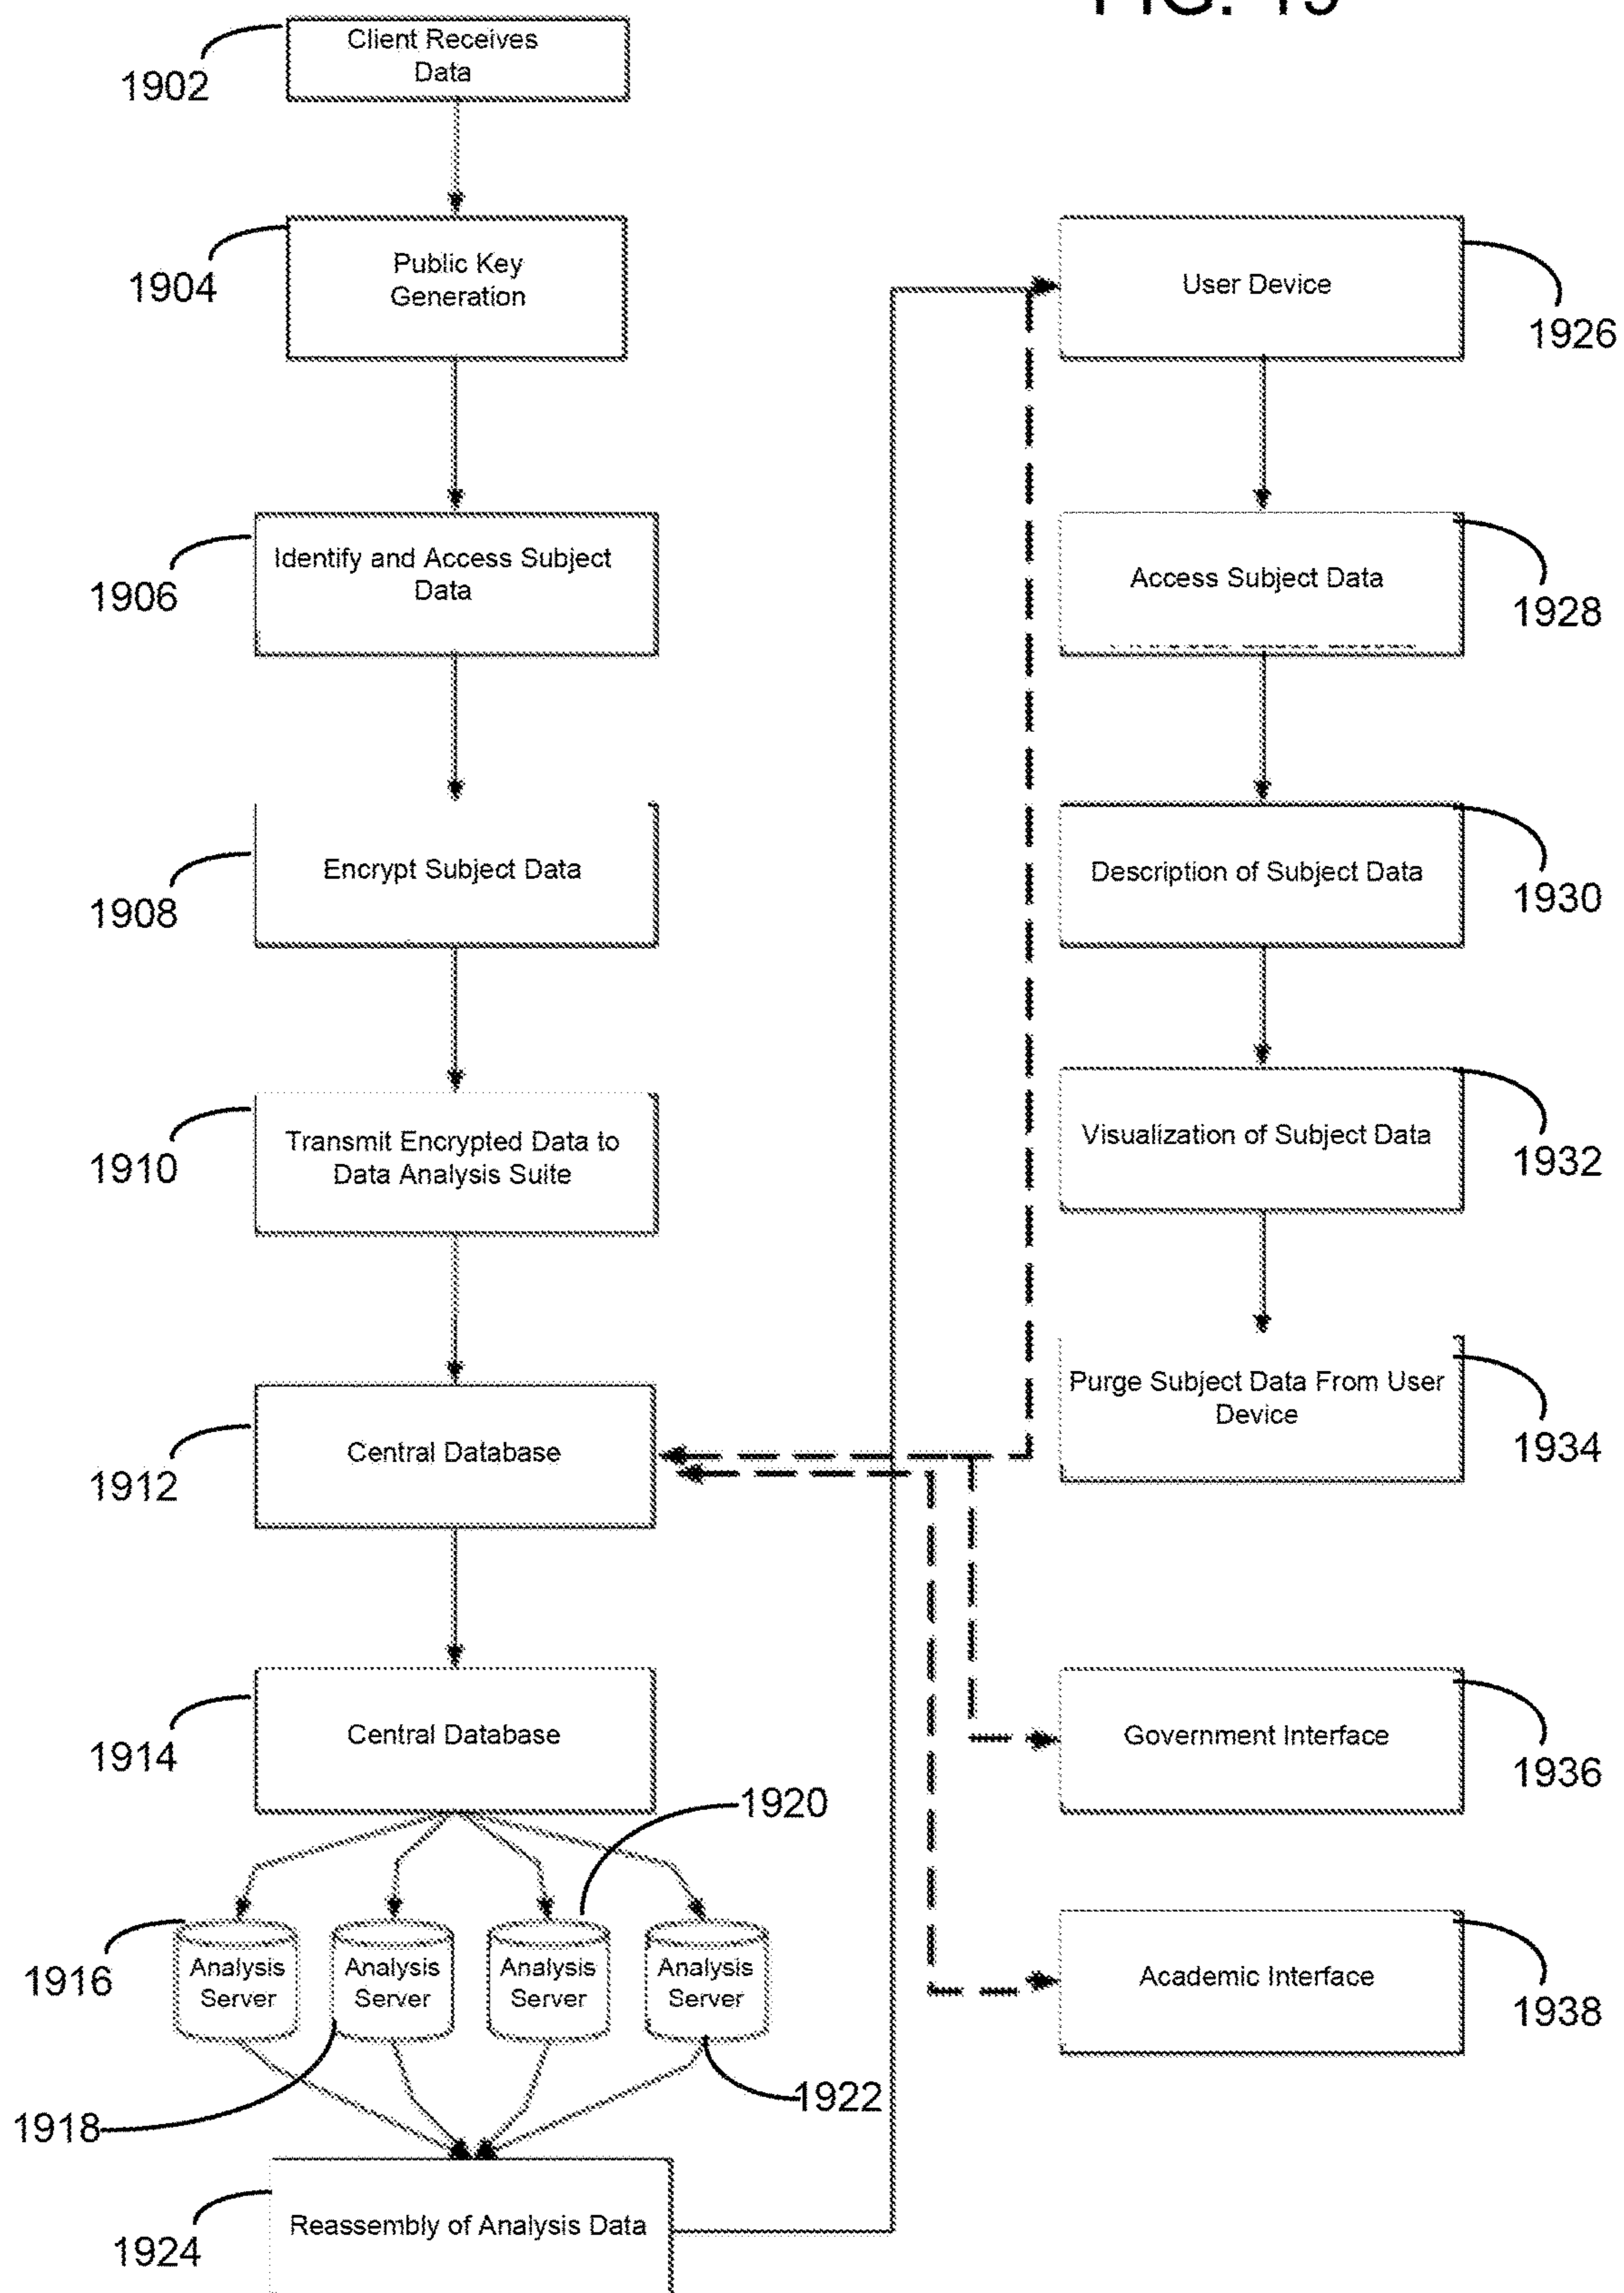 FIG. 19
Client Receives
Data
1902
Public Key
Generation
1904
Identify and Access Subject
Data
1906
Encrypt Subject Data
1908
Transmit Encrypted Data to
Data Analysis Suite
1910
Central Database
1912
Central Database
1914
1920
Analysis
Server
Analysis
Server
Analysis
Server
Analysis
Server
1916
1918
1922
Reassembly of Analysis Data
1924
User Device
1926
Access Subject Data
1928
Description of Subject Data
1930
Visualization of Subject Data
1932
Purge Subject Data From User
Device
1934
Government Interface
1936
Academic Interface
1938